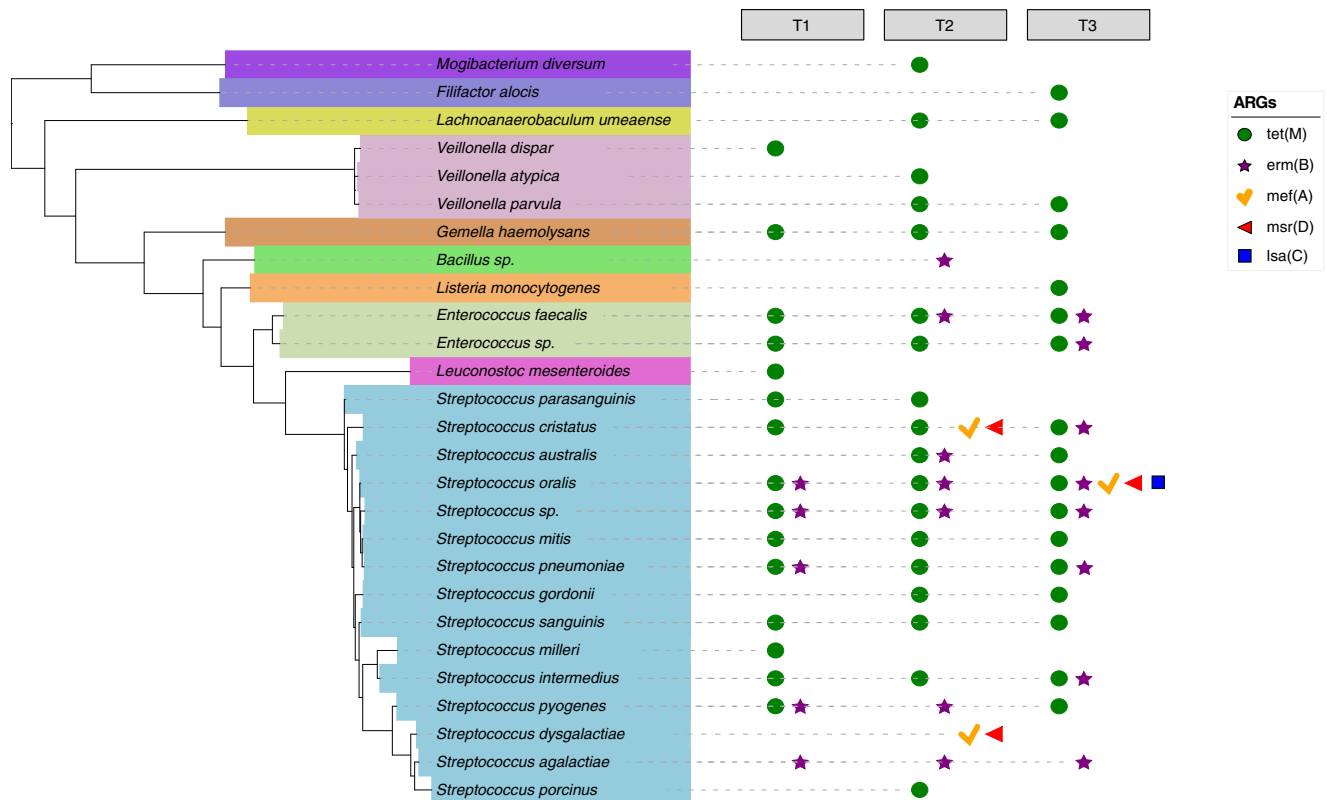 T1 T2 T3
Mogibacterium diversum
Filifactor alocis
Lachnoanaerobaculum umeaense
Veillonella dispar
Veillonella atypica
Veillonella parvula
Gemella haemolysans
Bacillus sp.
Listeria monocytogenes
Enterococcus faecalis
Enterococcus sp.
Leuconostoc mesenteroides
Streptococcus parasanguinis
Streptococcus cristatus
Streptococcus australis
Streptococcus oralis
Streptococcus sp.
Streptococcus mitis
Streptococcus pneumoniae
Streptococcus gordonii
Streptococcus sanguinis
Streptococcus milleri
Streptococcus intermedius
Streptococcus pyogenes
Streptococcus dysgalactiae
Streptococcus agalactiae
Streptococcus porcinus
ARGs
tet(M)
erm(B)
mef(A)
msr(D)
lsa(C)